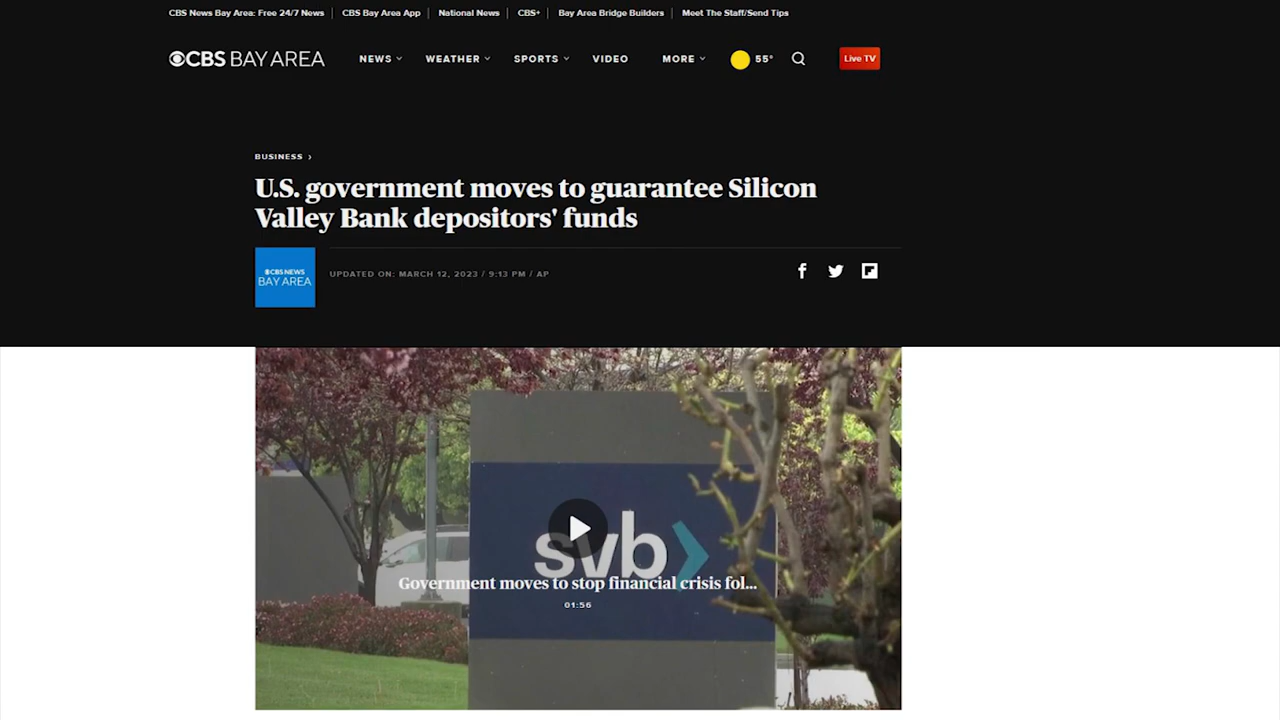 CBS News Bay Area: Free 24/7 News | CBS Bay Area App | National News | CBS+ | Bay Area Bridge Builders | Meet The Staff/Send Tips
CBS BAY AREA NEWS WEATHER SPORTS VIDEO MORE 55° Live TV
BUSINESS ›
U.S. government moves to guarantee Silicon
Valley Bank depositors' funds
CBS NEWS
BAY AREA
UPDATED ON: MARCH 12, 2023 / 9:13 PM / AP
svb
Government moves to stop financial crisis fol...
01:56